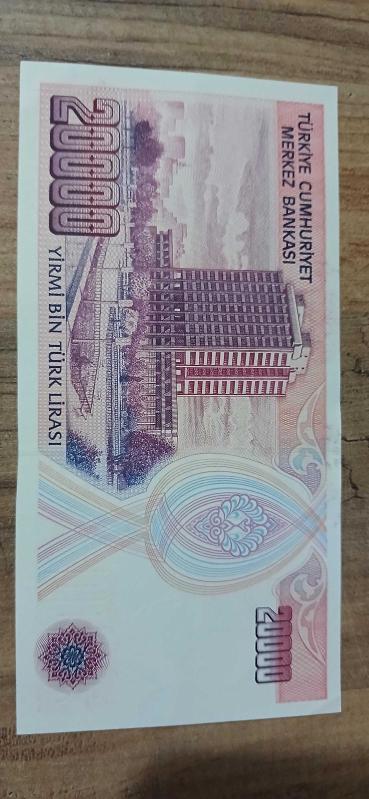 TÜRKİYE CUMHURİYET
MERKEZ BANKASI
20000
YİRMİ BİN TÜRK LİRASI
20000